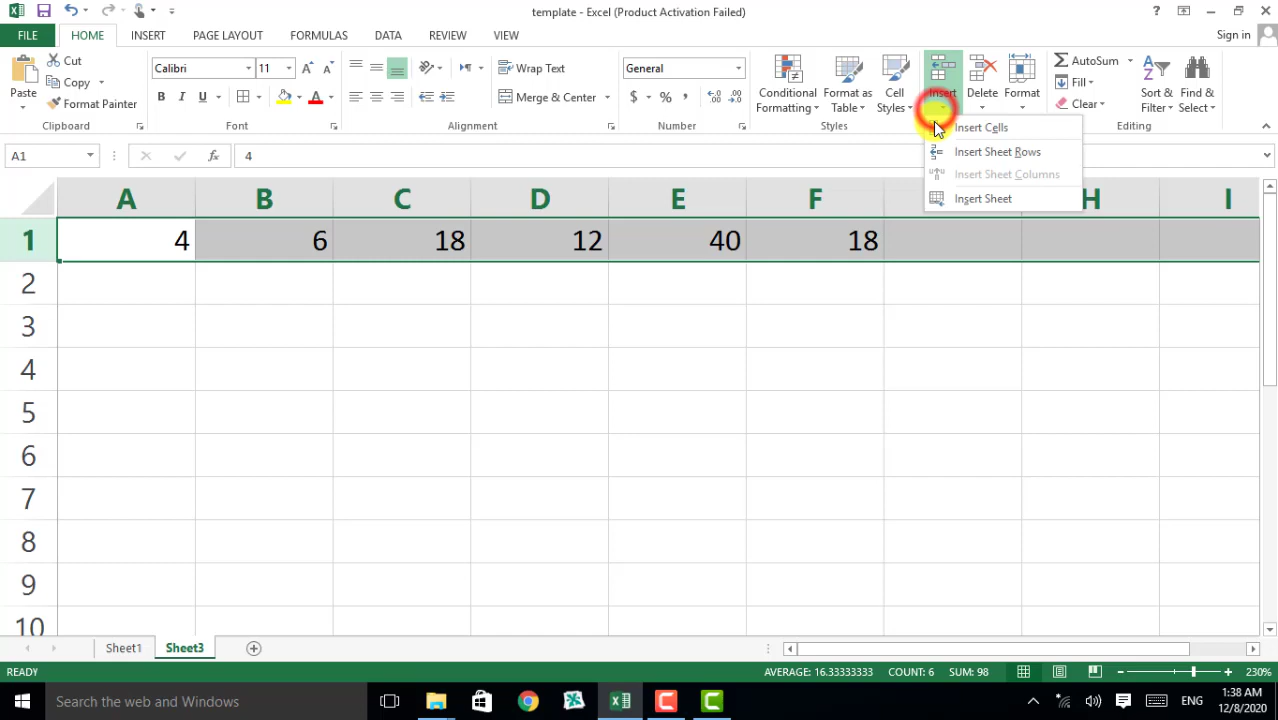 template - Excel (Product Activation Failed)
?
FILE
HOME
INSERT
PAGE LAYOUT
FORMULAS
DATA
REVIEW
VIEW
Sign in
Paste
Cut
Copy
Format Painter
Clipboard
Calibri
11
B I U
Font
Wrap Text
Merge & Center
Alignment
General
$ % ,
Number
Conditional
Formatting
Format as
Table
Cell
Styles
Styles
Insert
Delete
Format
AutoSum
Fill
Clear
Sort &
Filter
Find &
Select
Editing
Insert Cells
Insert Sheet Rows
Insert Sheet Columns
Insert Sheet
A1
fx
4
A B C D E F H I
1 4 6 18 12 40 18
2
3
4
5
6
7
8
9
10
Sheet1
Sheet3
READY
AVERAGE: 16.33333333
COUNT: 6
SUM: 98
230%
Search the web and Windows
ENG
1:38 AM
12/8/2020